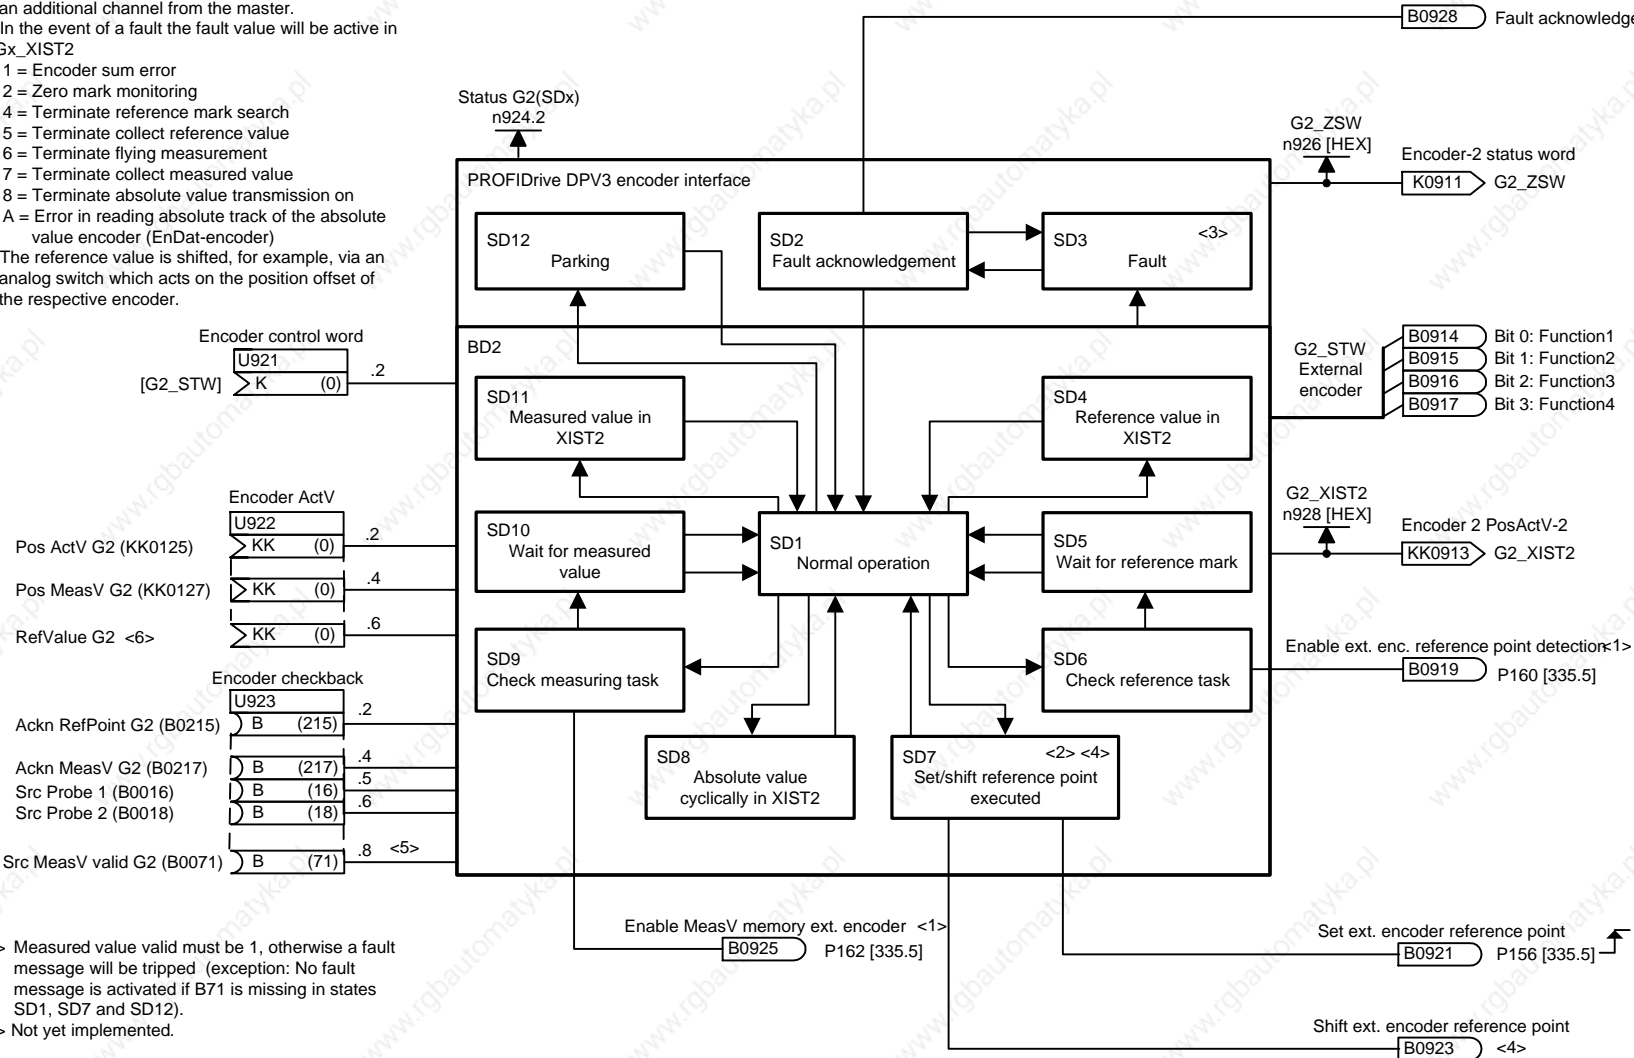 an additional channel from the master.
In the event of a fault the fault value will be active in
Gx_XIST2
1 = Encoder sum error
2 = Zero mark monitoring
4 = Terminate reference mark search
5 = Terminate collect reference value
6 = Terminate flying measurement
7 = Terminate collect measured value
8 = Terminate absolute value transmission on
A = Error in reading absolute track of the absolute
value encoder (EnDat-encoder)
The reference value is shifted, for example, via an
analog switch which acts on the position offset of
the respective encoder.
B0928 Fault acknowledge
Status G2(SDx)
n924.2
G2_ZSW
n926 [HEX]
Encoder-2 status word
K0911 G2_ZSW
PROFIDrive DPV3 encoder interface
SD12
Parking
SD2
Fault acknowledgement
SD3 <3>
Fault
Encoder control word
U921
[G2_STW] K (0) .2
BD2
G2_STW
External
encoder
B0914 Bit 0: Function1
B0915 Bit 1: Function2
B0916 Bit 2: Function3
B0917 Bit 3: Function4
SD11
Measured value in
XIST2
SD4
Reference value in
XIST2
Encoder ActV
U922
Pos ActV G2 (KK0125) KK (0) .2
Pos MeasV G2 (KK0127) KK (0) .4
RefValue G2 <6> KK (0) .6
SD10
Wait for measured
value
SD1
Normal operation
SD5
Wait for reference mark
G2_XIST2
n928 [HEX]
Encoder 2 PosActV-2
KK0913 G2_XIST2
SD9
Check measuring task
SD6
Check reference task
Enable ext. enc. reference point detection<1>
B0919 P160 [335.5]
Encoder checkback
U923
Ackn RefPoint G2 (B0215) B (215) .2
Ackn MeasV G2 (B0217) B (217) .4
Src Probe 1 (B0016) B (16) .5
Src Probe 2 (B0018) B (18) .6
Src MeasV valid G2 (B0071) B (71) .8 <5>
SD8
Absolute value
cyclically in XIST2
SD7 <2> <4>
Set/shift reference point
executed
Enable MeasV memory ext. encoder <1>
B0925 P162 [335.5]
Set ext. encoder reference point
B0921 P156 [335.5]
> Measured value valid must be 1, otherwise a fault
message will be tripped (exception: No fault
message is activated if B71 is missing in states
SD1, SD7 and SD12).
> Not yet implemented.
Shift ext. encoder reference point
B0923 <4>
www.rgbautomatyka.pl